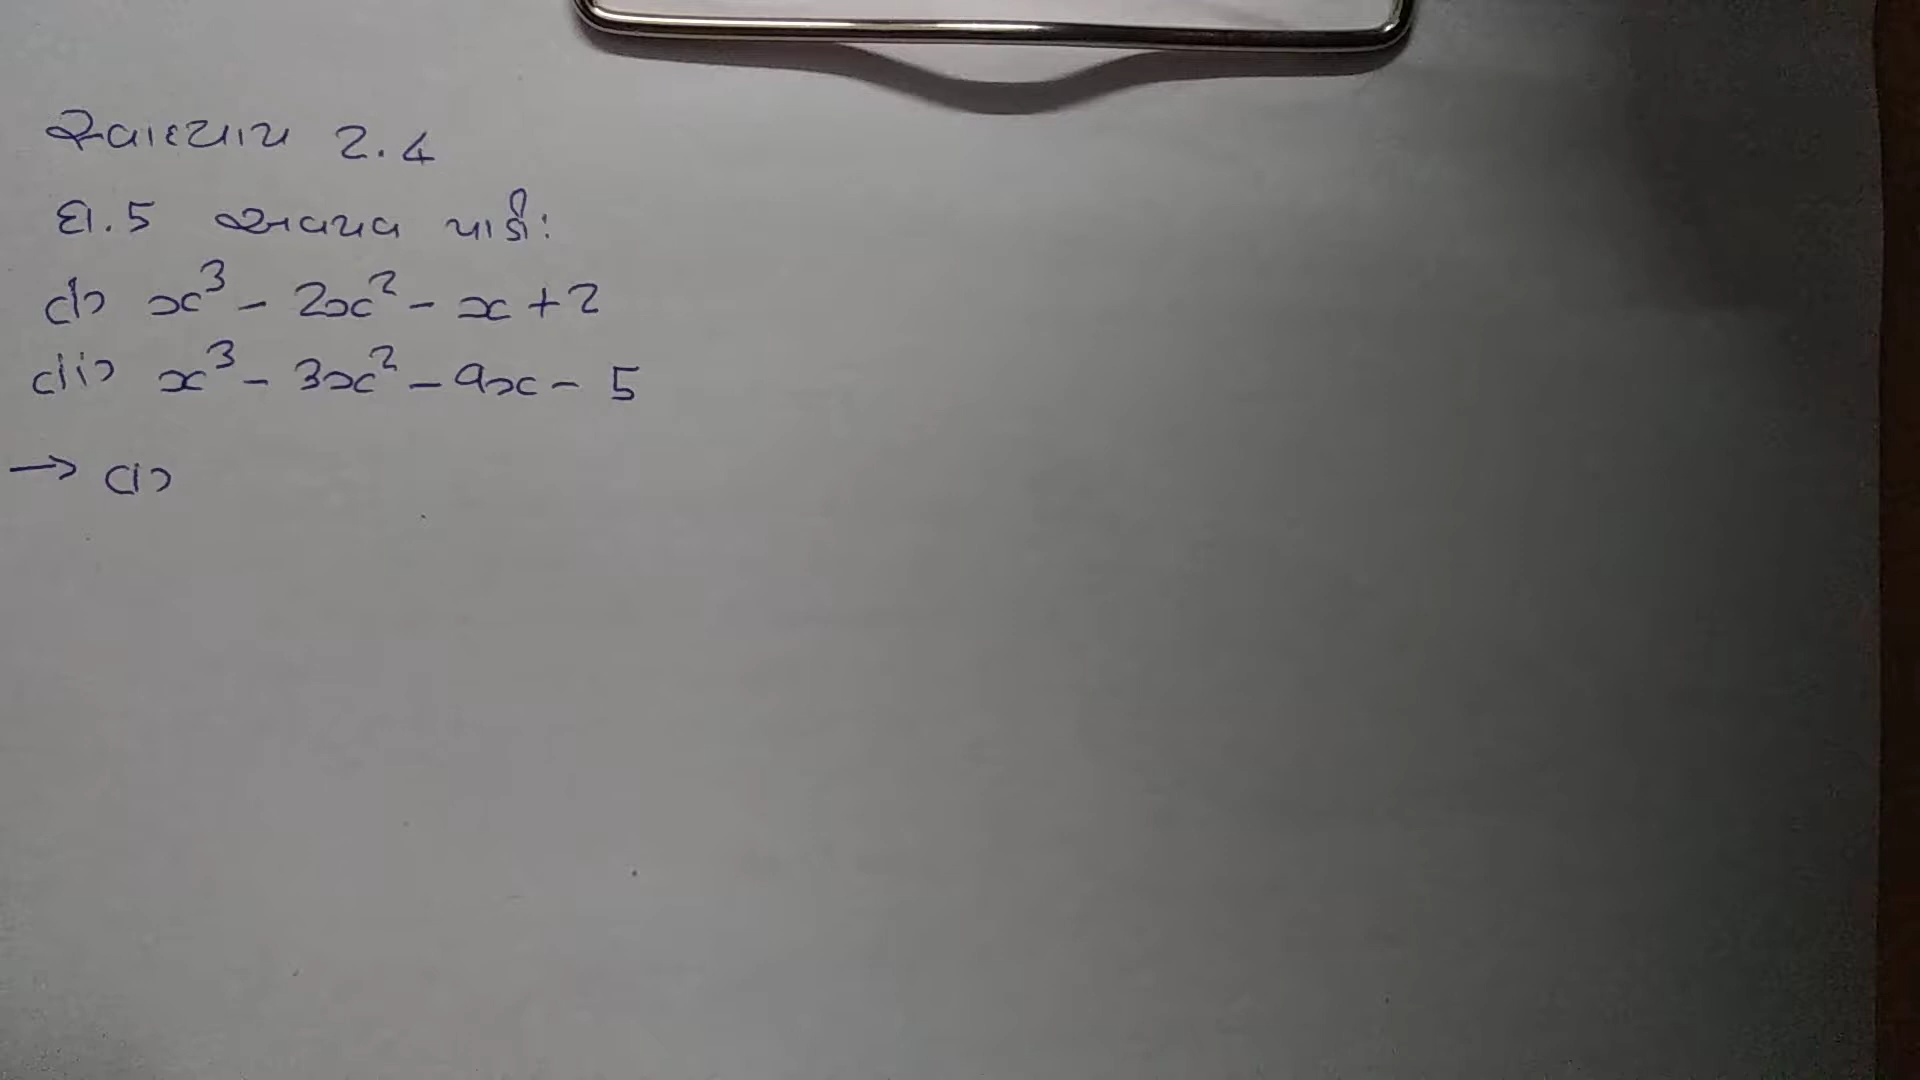 સ્વાધ્યાય 2.4
દા.5 અવયવ પાડો:
(i) x³ - 2x² - x + 2
(ii) x³ - 3x² - 9x - 5
→ (i)